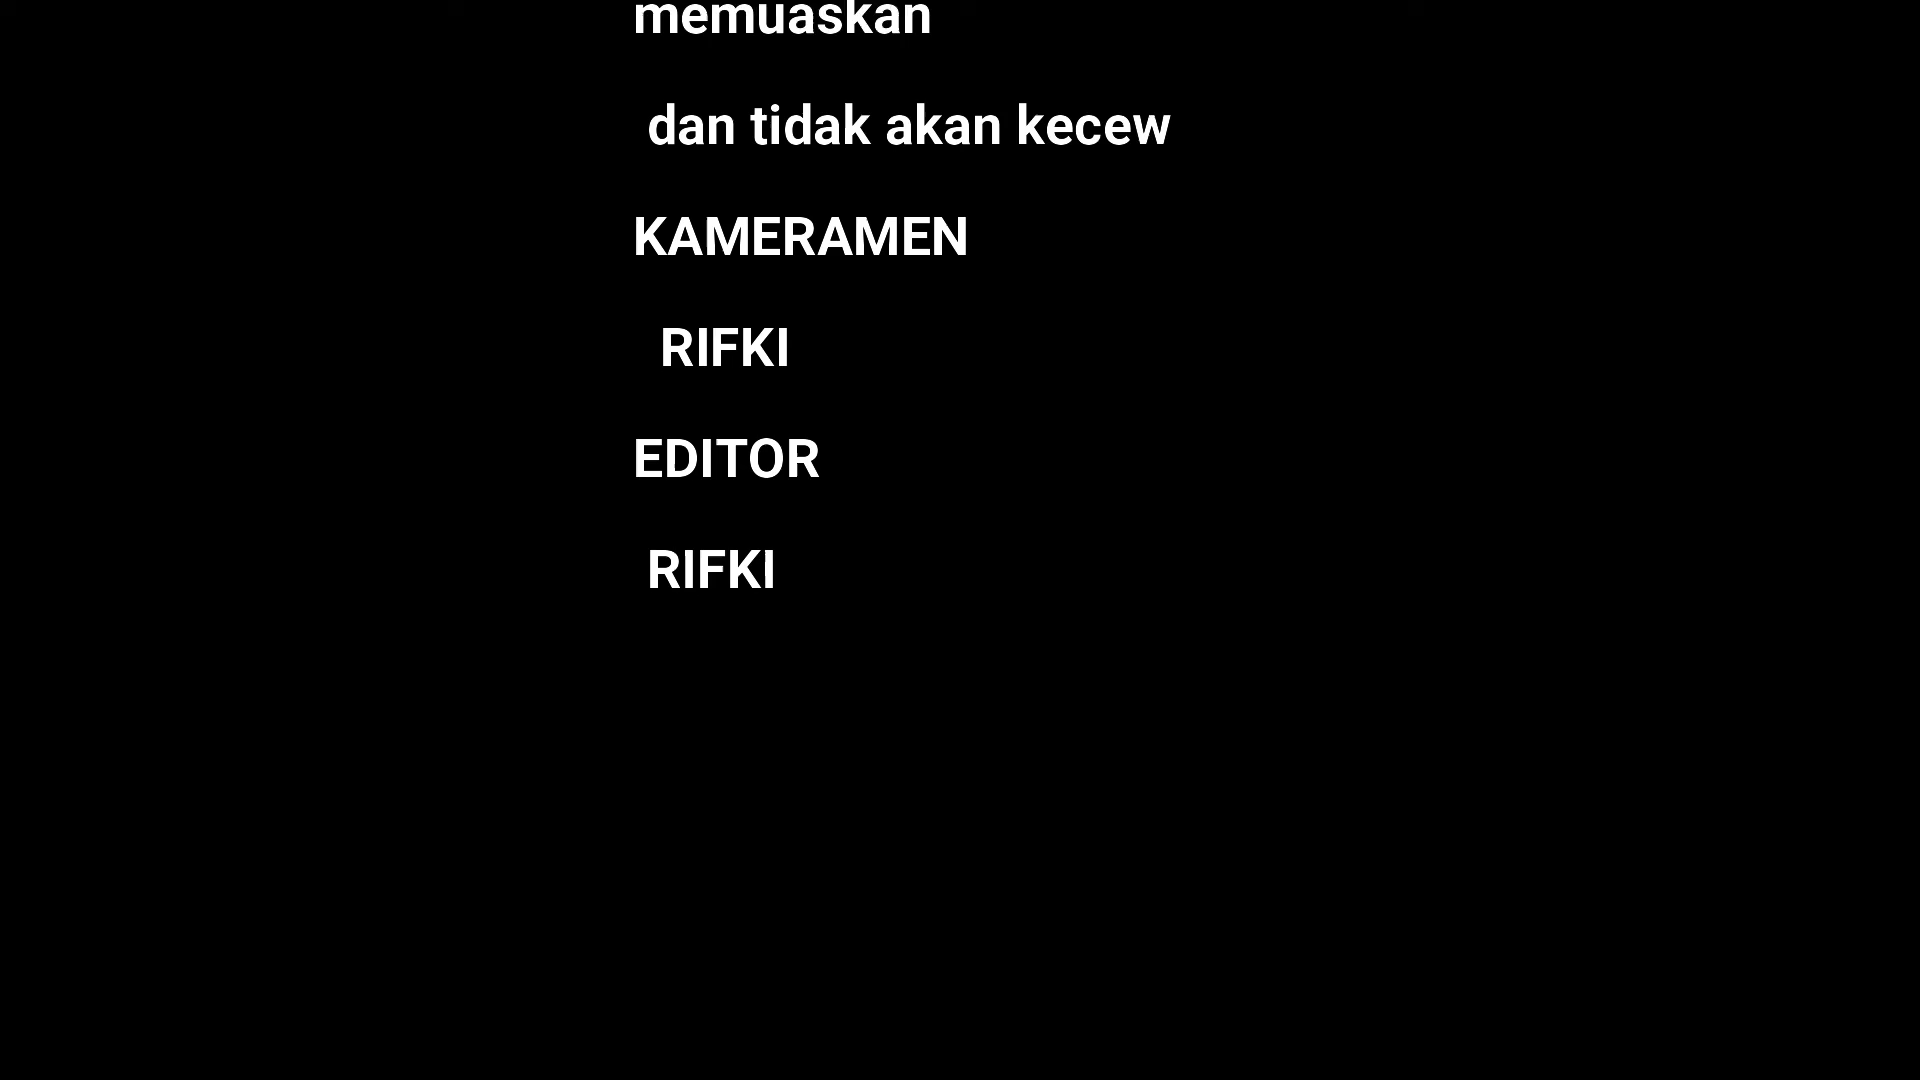 memuaskan
dan tidak akan kecew
KAMERAMEN
RIFKI
EDITOR
RIFKI